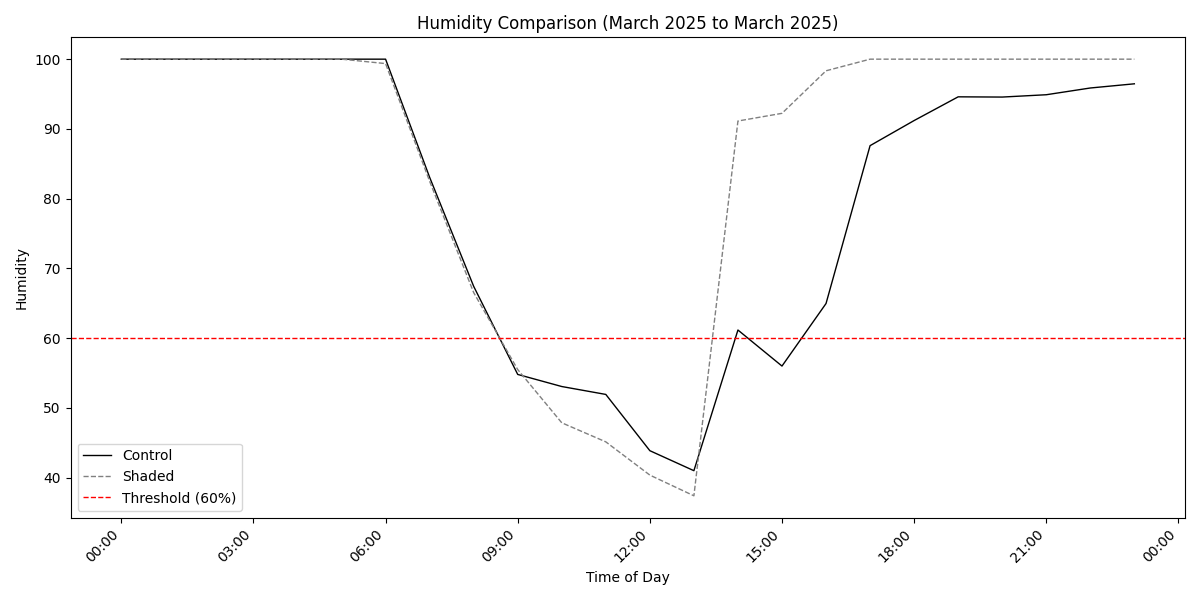 Humidity Comparison (March 2025 to March 2025)
100
90
80
70
60
50
40
Humidity
Control
Shaded
Threshold (60%)
00:00
03:00
06:00
09:00
12:00
15:00
18:00
21:00
00:00
Time of Day